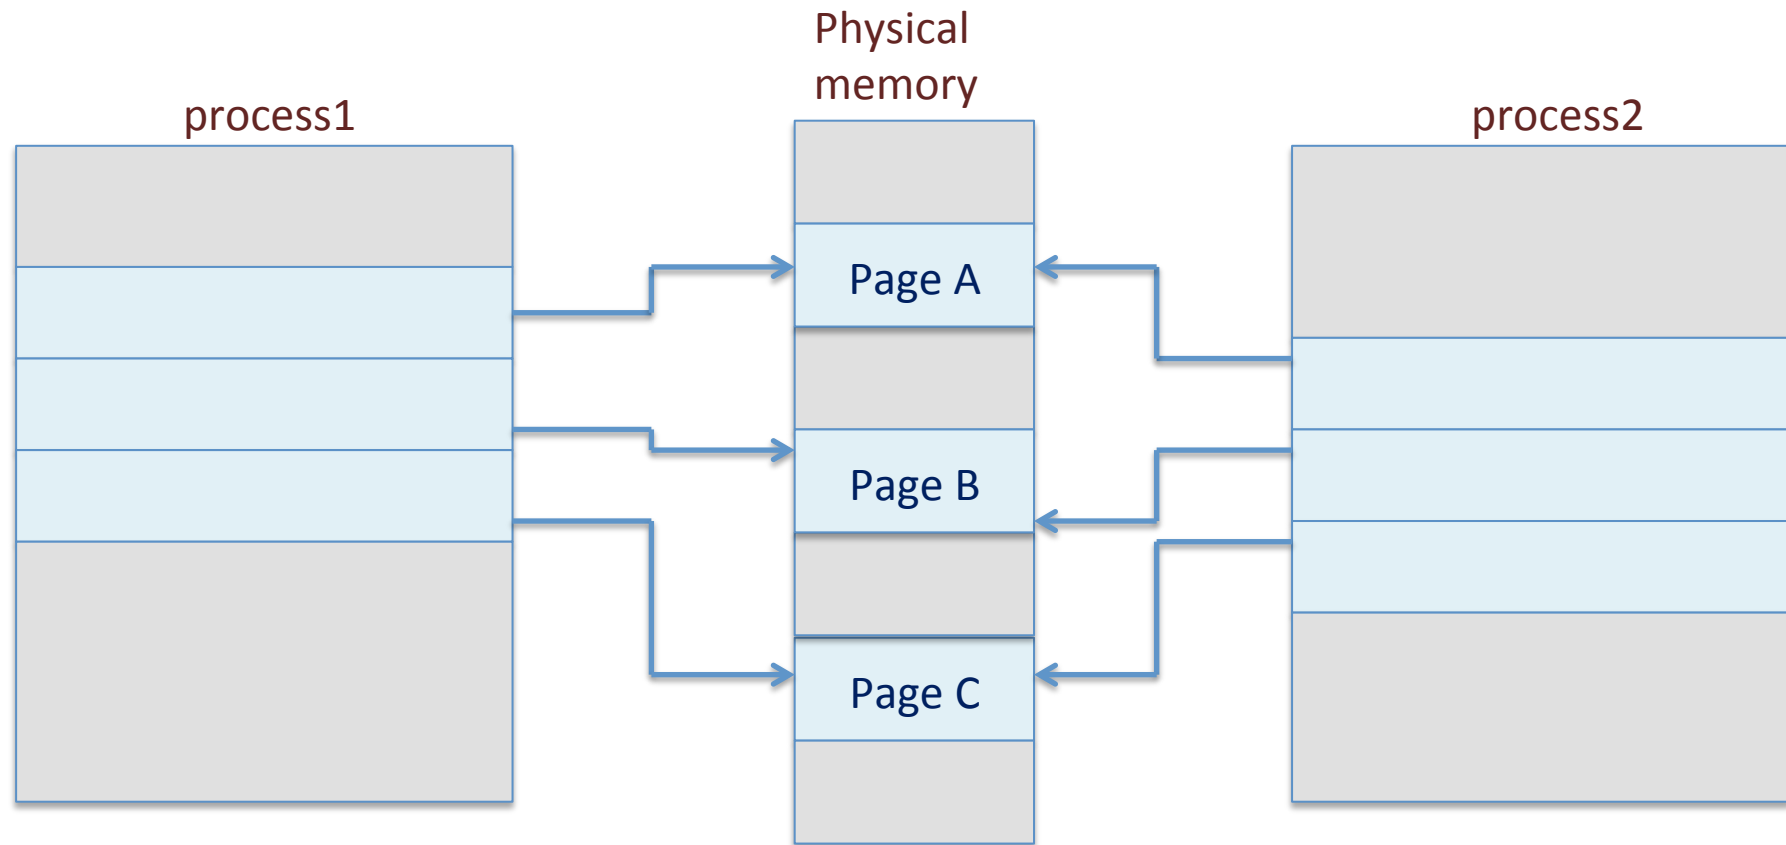 Physical
memory
process1
process2
Page A
Page B
Page C